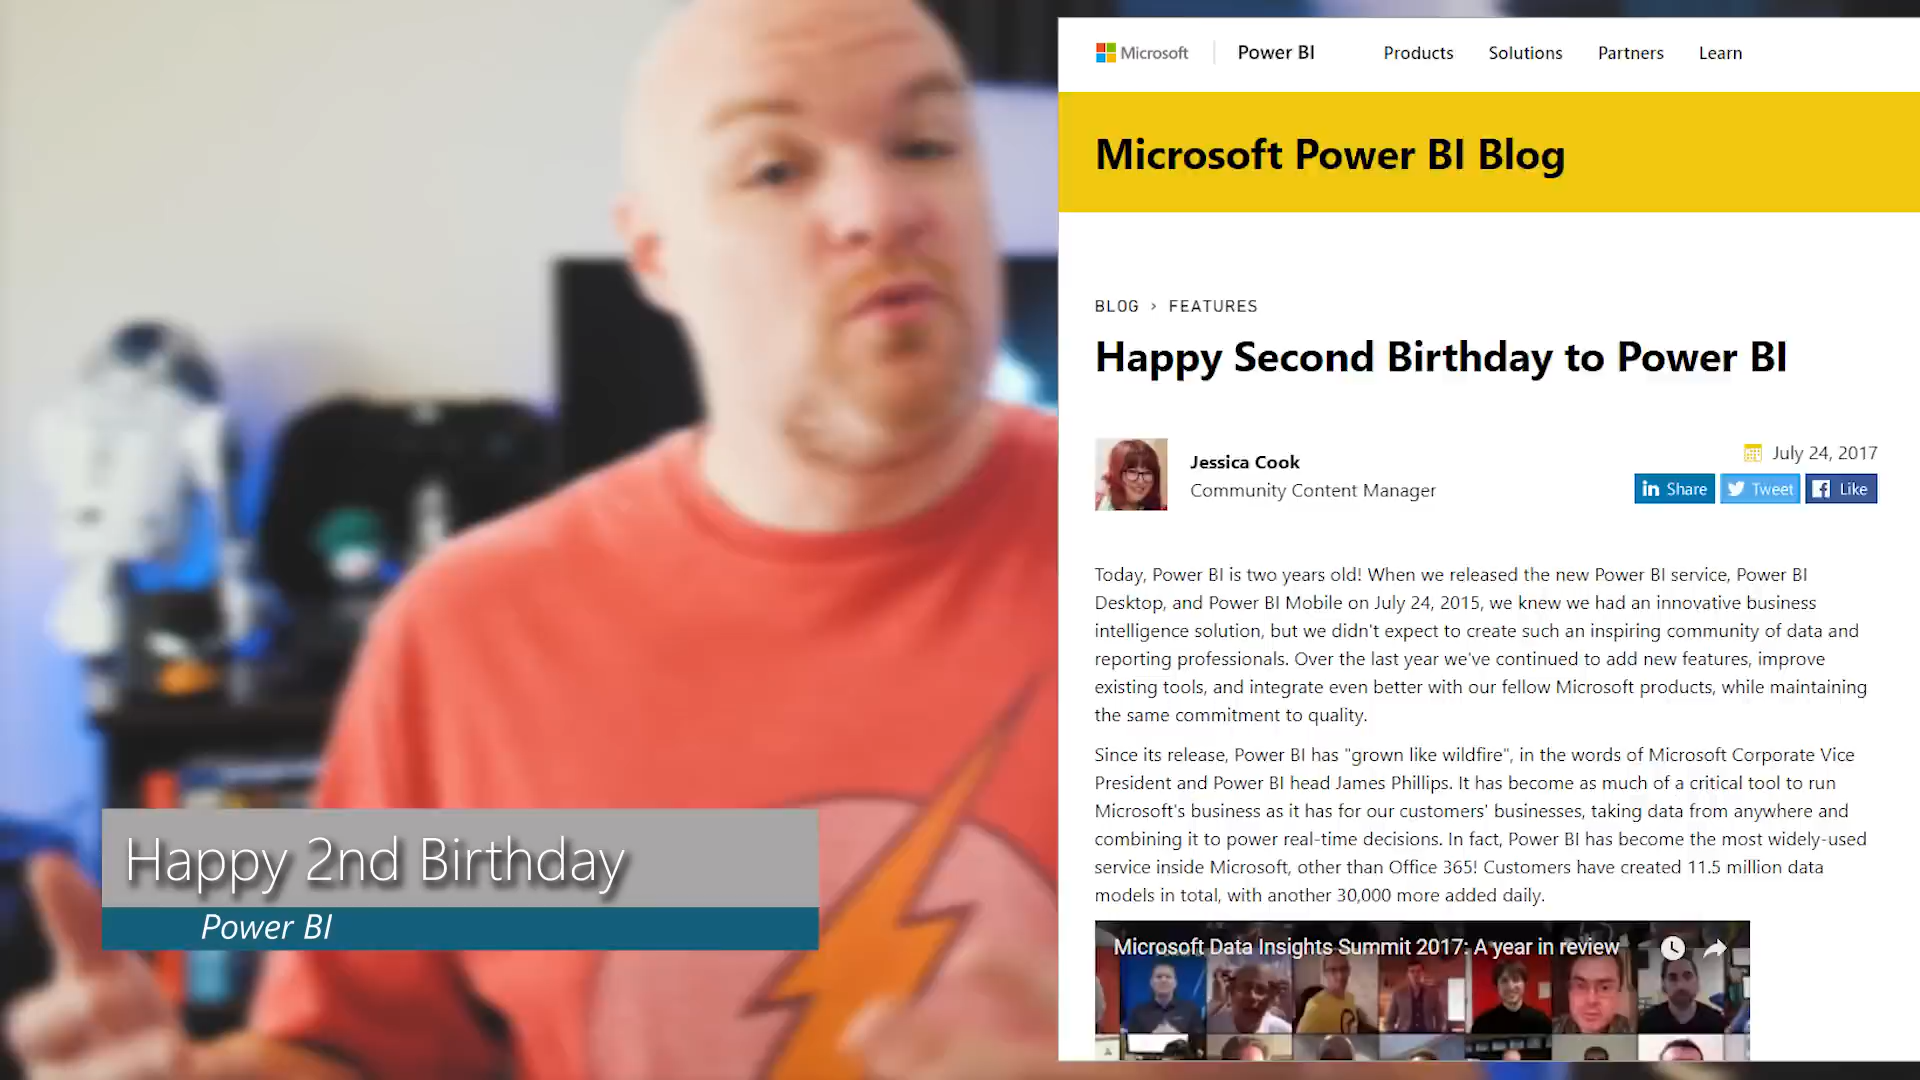 Microsoft Power BI Products Solutions Partners Learn
Microsoft Power BI Blog
BLOG › FEATURES
Happy Second Birthday to Power BI
Jessica Cook
Community Content Manager
July 24, 2017
Share Tweet Like
Today, Power BI is two years old! When we released the new Power BI service, Power BI
Desktop, and Power BI Mobile on July 24, 2015, we knew we had an innovative business
intelligence solution, but we didn't expect to create such an inspiring community of data and
reporting professionals. Over the last year we've continued to add new features, improve
existing tools, and integrate even better with our fellow Microsoft products, while maintaining
the same commitment to quality.
Since its release, Power BI has "grown like wildfire", in the words of Microsoft Corporate Vice
President and Power BI head James Phillips. It has become as much of a critical tool to run
Microsoft's business as it has for our customers' businesses, taking data from anywhere and
combining it to power real-time decisions. In fact, Power BI has become the most widely-used
service inside Microsoft, other than Office 365! Customers have created 11.5 million data
models in total, with another 30,000 more added daily.
Microsoft Data Insights Summit 2017: A year in review
Happy 2nd Birthday
Power BI